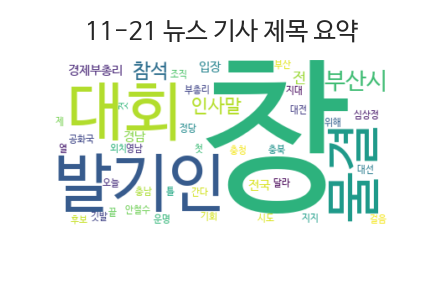 11-21 뉴스 기사 제목 요약
경제부총리 조직 참석 입장 부산 전 부산시
부총리 지대
대회 창 인사말 대전 위해 심상정
제 경남 정당
공화국 첫 충청 충북
열 외치 영남 물결
발기인 오늘 충남 틀 간다 전국 달라 대선
후보 깃발 끝 안철수 운명 기회 시도 지지 걸음